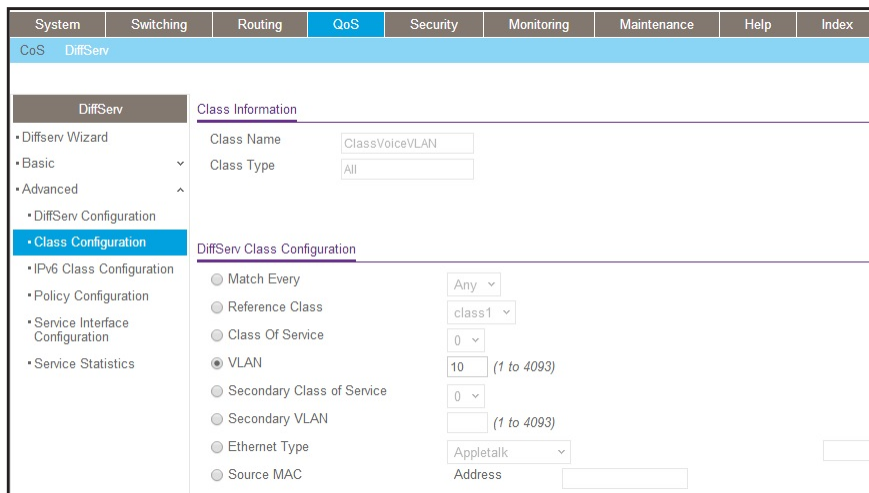 System Switching Routing QoS Security Monitoring Maintenance Help Index
CoS DiffServ
DiffServ
Diffserv Wizard
Basic
Advanced
DiffServ Configuration
Class Configuration
IPv6 Class Configuration
Policy Configuration
Service Interface
Configuration
Service Statistics
Class Information
Class Name ClassVoiceVLAN
Class Type All
DiffServ Class Configuration
Match Every Any
Reference Class class1
Class Of Service 0
VLAN 10 (1 to 4093)
Secondary Class of Service 0
Secondary VLAN (1 to 4093)
Ethernet Type Appletalk
Source MAC Address